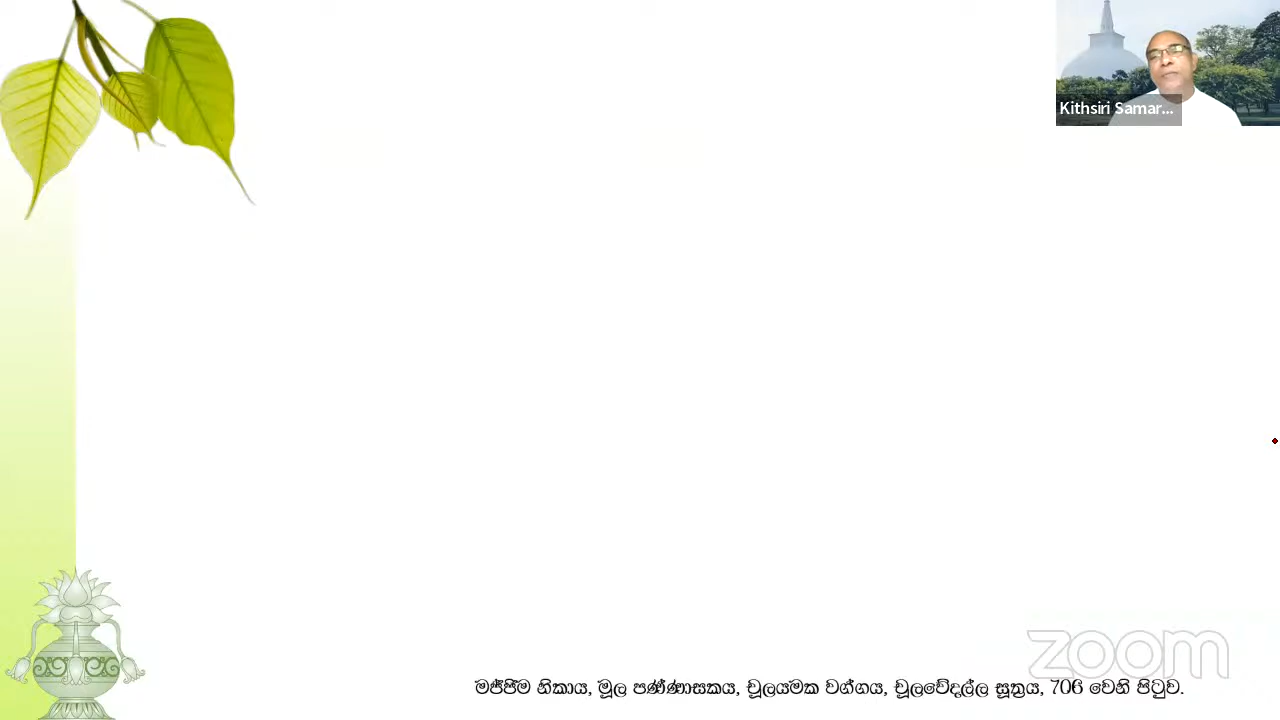 Kithsiri Samar...
zoom
මජ්ජිම නිකාය, මූල පණ්ණාසකය, චූලයමක වග්ගය, චූලවේදල්ල සූත්‍රය, 706 වෙනි පිටුව.